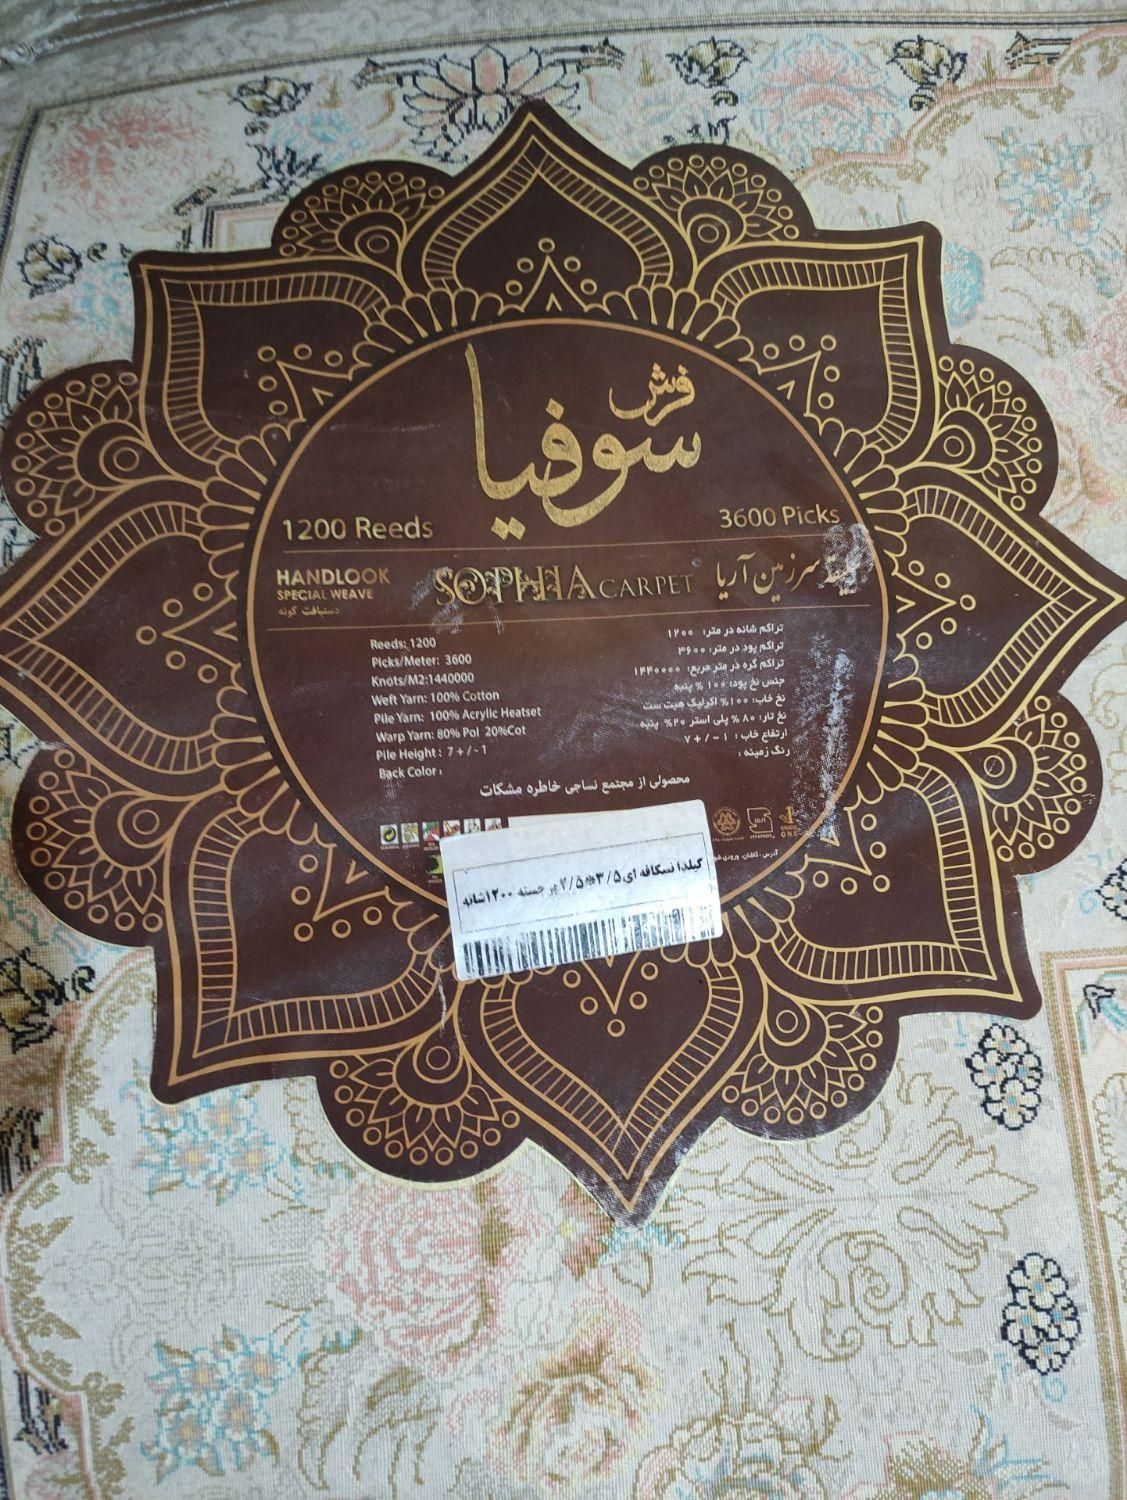 فرش
سوفیا
1200 Reeds
3600 Picks
HANDLOOK
SPECIAL WEAVE
دستبافت گونه
SOPHIA CARPET
سرزمین آریا
Reeds: 1200
Picks/Meter: 3600
Knots/M2:1440000
Weft Yarn: 100% Cotton
Pile Yarn: 100% Acrylic Heatset
Warp Yarn: 80% Pol 20%Cot
Pile Height : 7 + / - 1
Back Color :
تراکم شانه در متر: ۱۲۰۰
تراکم پود در متر: ۳۶۰۰
تراکم گره در متر مربع: ۱۴۴۰۰۰۰
جنس نخ پود: ۱۰۰ % پنبه
نخ خاب: ۱۰۰% اکرلیک هیت ست
نخ تار: ۸۰ % پلی استر ۲۰% پنبه
ارتفاع خاب : ۱ - / + ۷
رنگ زمینه :
محصولی از مجتمع نساجی خاطره مشکات
GRADE
ONE
آدرس: کاشان، ورودی
گیلدا نسکافه ای ۳/۵*۲/۵ برجسته ۱۲۰۰شانه